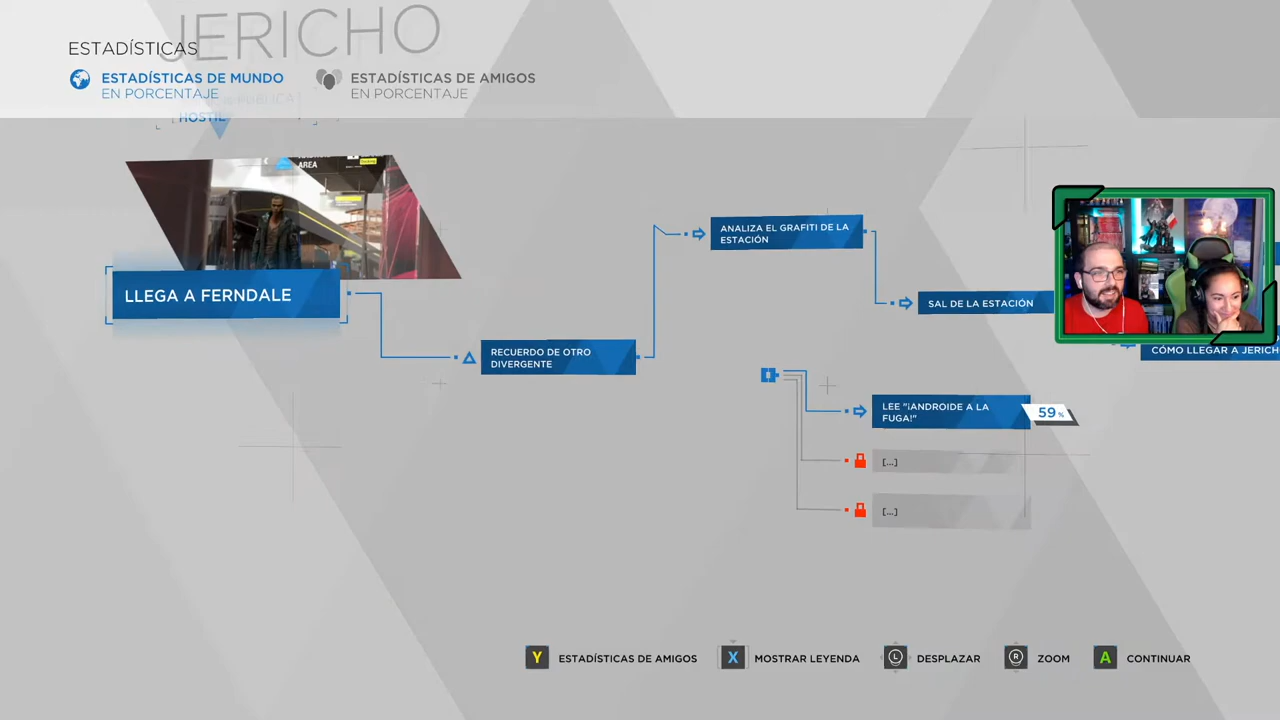 JERICHO
ESTADÍSTICAS
ESTADÍSTICAS DE MUNDO
EN PORCENTAJE
ESTADÍSTICAS DE AMIGOS
EN PORCENTAJE
HOSTIL
AREA
LLEGA A FERNDALE
RECUERDO DE OTRO
DIVERGENTE
ANALIZA EL GRAFITI DE LA
ESTACIÓN
SAL DE LA ESTACIÓN
CÓMO LLEGAR A JERICH
LEE "¡ANDROIDE A LA
FUGA!"
59%
[...]
[...]
Y ESTADÍSTICAS DE AMIGOS
X MOSTRAR LEYENDA
L DESPLAZAR
R ZOOM
A CONTINUAR